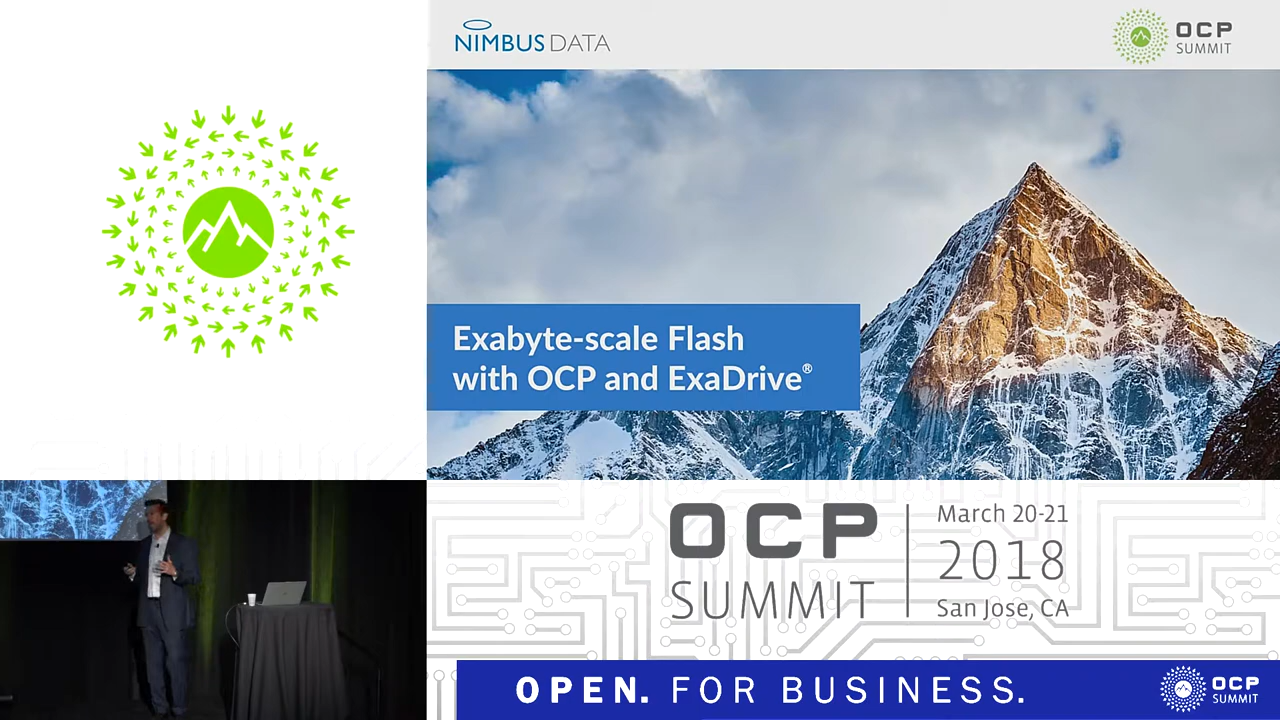 NIMBUS DATA
OCP
SUMMIT
Exabyte-scale Flash
with OCP and ExaDrive®
OCP
SUMMIT
March 20-21
2018
San Jose, CA
OPEN. FOR BUSINESS.
OCP
SUMMIT